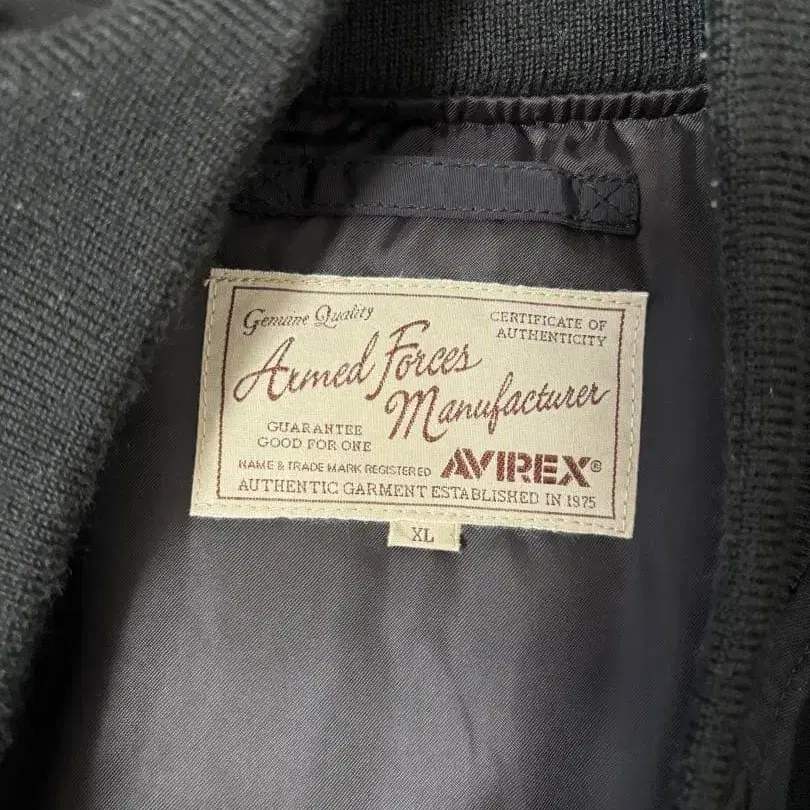 Genuine Quality
CERTIFICATE OF
AUTHENTICITY
Armed Forces
Manufacturer
GUARANTEE
GOOD FOR ONE
NAME & TRADE MARK REGISTERED
AVIREX®
AUTHENTIC GARMENT ESTABLISHED IN 1975
XL